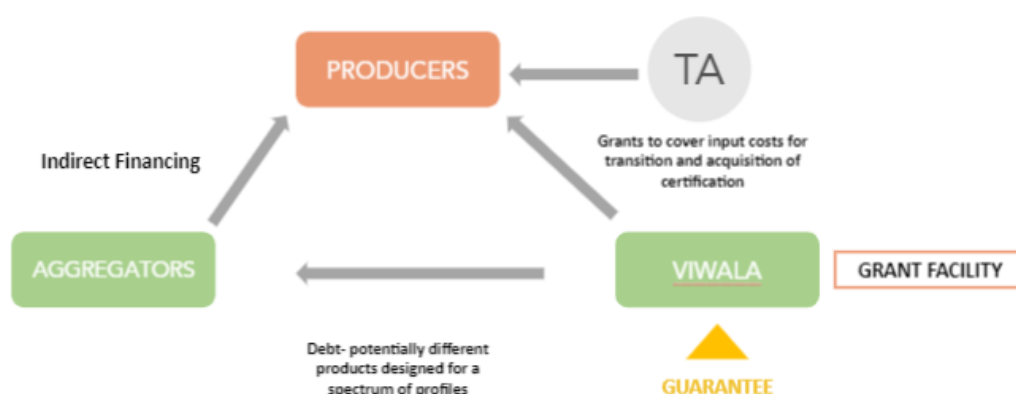 PRODUCERS
TA
Grants to cover input costs for
transition and acquisition of
certification
Indirect Financing
AGGREGATORS
VIWALA
GRANT FACILITY
Debt- potentially different
products designed for a
spectrum of profiles
GUARANTEE